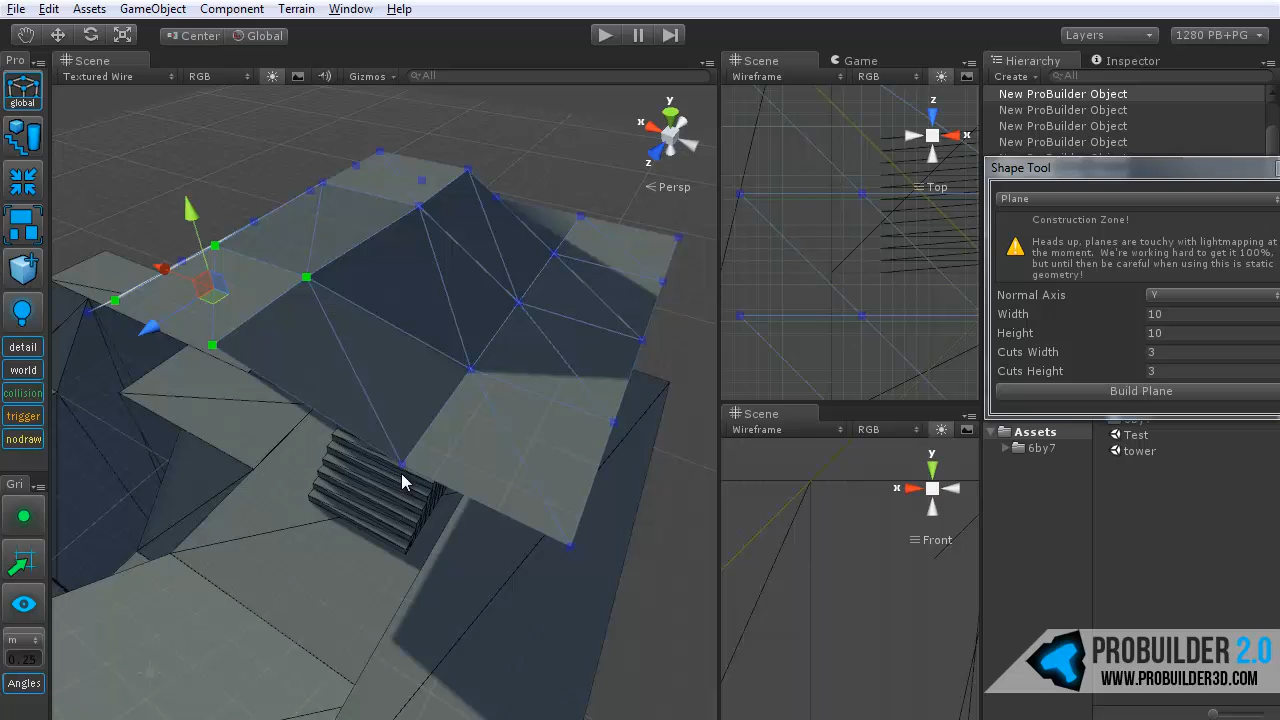 File Edit Assets GameObject Component Terrain Window Help
Center Global
Layers 1280 PB+PG
Pro
Scene
Scene Game
Hierarchy Inspector
Textured Wire RGB Gizmos All
Wireframe RGB
Create All
global
New ProBuilder Object
New ProBuilder Object
New ProBuilder Object
New ProBuilder Object
y
x
z
Persp
z
x
Top
Shape Tool
Plane
Construction Zone!
Heads up, planes are touchy with lightmapping at
the moment. We're working hard to get it 100%,
but until then be careful when using this is static
geometry!
Normal Axis Y
Width 10
Height 10
Cuts Width 3
Cuts Height 3
Build Plane
detail
world
collision
trigger
nodraw
Scene
Wireframe RGB
y
x
Front
Assets
6by7
Test
tower
Gri
m
0.25
Angles
PROBUILDER 2.0
WWW.PROBUILDER3D.COM